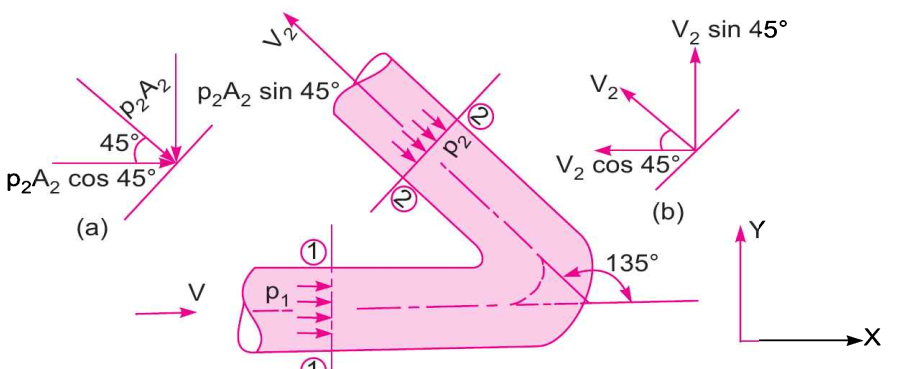 V₂
V₂ sin 45°
p₂A₂
p₂A₂ sin 45°
V₂
45°
2
p₂
V₂ cos 45°
p₂A₂ cos 45°
2
(a)
(b)
1
Y
135°
V
p₁
X
1